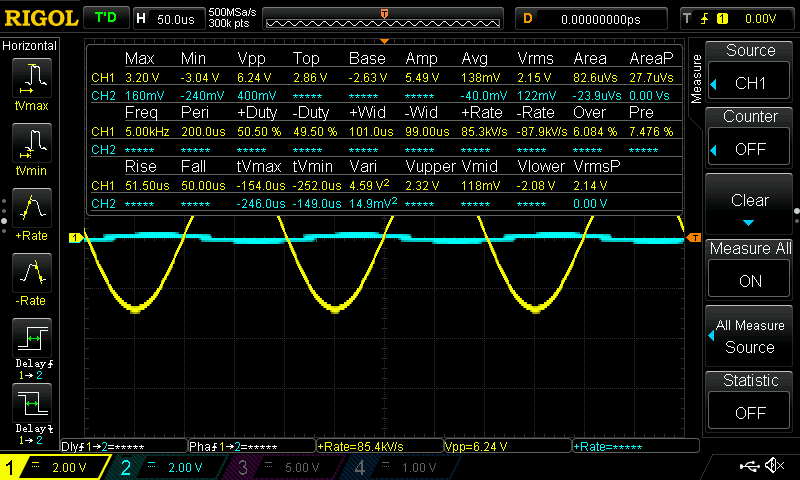 RIGOL T'D H 50.0us 500MSa/s 300k pts D 0.00000000ps T 1 0.00V
Horizontal
tVmax
tVmin
+Rate
-Rate
Delay
1→2
Delay
1→2
Max Min Vpp Top Base Amp Avg Vrms Area AreaP
CH1 3.20 V -3.04 V 6.24 V 2.86 V -2.63 V 5.49 V 138mV 2.15 V 82.6uVs 27.7uVs
CH2 160mV -240mV 400mV ***** ***** ***** -40.0mV 122mV -23.9uVs 0.00 Vs
Freq Peri +Duty -Duty +Wid -Wid +Rate -Rate Over Pre
CH1 5.00kHz 200.0us 50.50 % 49.50 % 101.0us 99.00us 85.3kV/s -87.9kV/s 6.084 % 7.476 %
CH2 ***** ***** ***** ***** ***** ***** ***** ***** ***** *****
Rise Fall tVmax tVmin Vari Vupper Vmid Vlower VrmsP
CH1 51.50us 50.00us -154.0us -252.0us 4.59 V² 2.32 V 118mV -2.08 V 2.14 V
CH2 ***** ***** -246.0us -149.0us 14.9mV² ***** ***** ***** 0.00 V
1
T
Measure
Source
CH1
Counter
OFF
Clear
Measure All
ON
All Measure
Source
Statistic
OFF
Dly 1→2=***** Pha 1→2=***** +Rate=85.4kV/s Vpp=6.24 V +Rate=*****
1 2.00 V 2 2.00 V 3 5.00 V 4 1.00 V